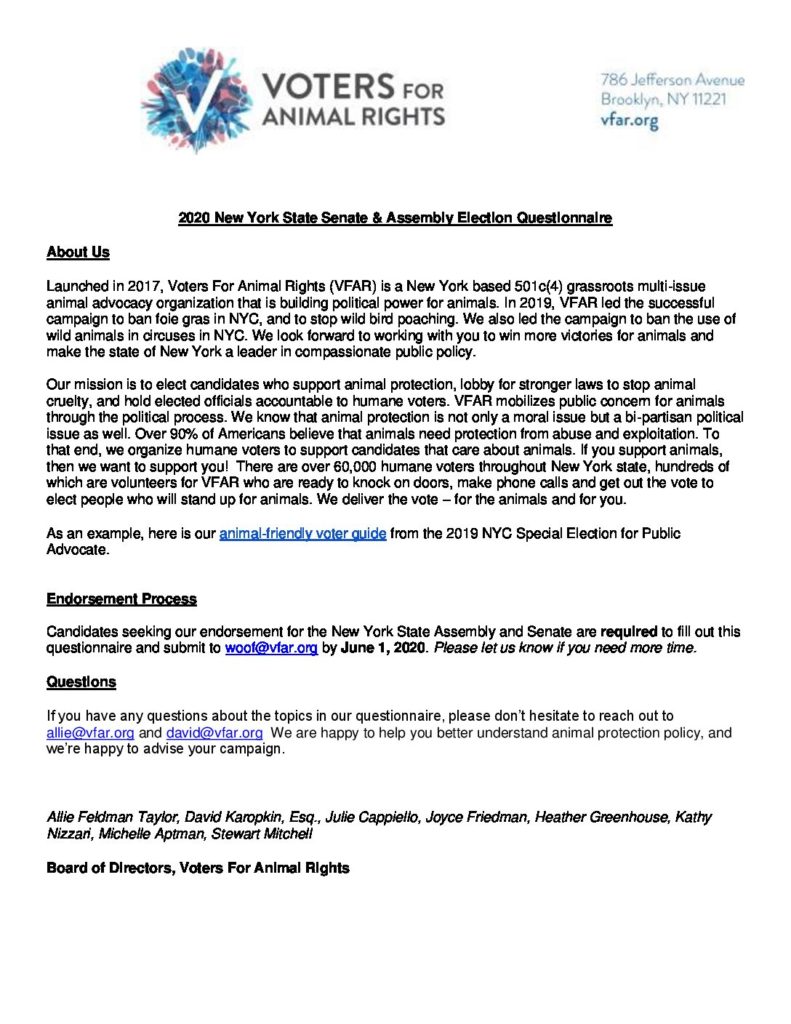 VOTERS FOR
ANIMAL RIGHTS
786 Jefferson Avenue
Brooklyn, NY 11221
vfar.org
2020 New York State Senate & Assembly Election Questionnaire
About Us
Launched in 2017, Voters For Animal Rights (VFAR) is a New York based 501c(4) grassroots multi-issue
animal advocacy organization that is building political power for animals. In 2019, VFAR led the successful
campaign to ban foie gras in NYC, and to stop wild bird poaching. We also led the campaign to ban the use of
wild animals in circuses in NYC. We look forward to working with you to win more victories for animals and
make the state of New York a leader in compassionate public policy.
Our mission is to elect candidates who support animal protection, lobby for stronger laws to stop animal
cruelty, and hold elected officials accountable to humane voters. VFAR mobilizes public concern for animals
through the political process. We know that animal protection is not only a moral issue but a bi-partisan political
issue as well. Over 90% of Americans believe that animals need protection from abuse and exploitation. To
that end, we organize humane voters to support candidates that care about animals. If you support animals,
then we want to support you! There are over 60,000 humane voters throughout New York state, hundreds of
which are volunteers for VFAR who are ready to knock on doors, make phone calls and get out the vote to
elect people who will stand up for animals. We deliver the vote – for the animals and for you.
As an example, here is our animal-friendly voter guide from the 2019 NYC Special Election for Public
Advocate.
Endorsement Process
Candidates seeking our endorsement for the New York State Assembly and Senate are required to fill out this
questionnaire and submit to woof@vfar.org by June 1, 2020. Please let us know if you need more time.
Questions
If you have any questions about the topics in our questionnaire, please don't hesitate to reach out to
allie@vfar.org and david@vfar.org We are happy to help you better understand animal protection policy, and
we're happy to advise your campaign.
Allie Feldman Taylor, David Karopkin, Esq., Julie Cappiello, Joyce Friedman, Heather Greenhouse, Kathy
Nizzari, Michelle Aptman, Stewart Mitchell
Board of Directors, Voters For Animal Rights